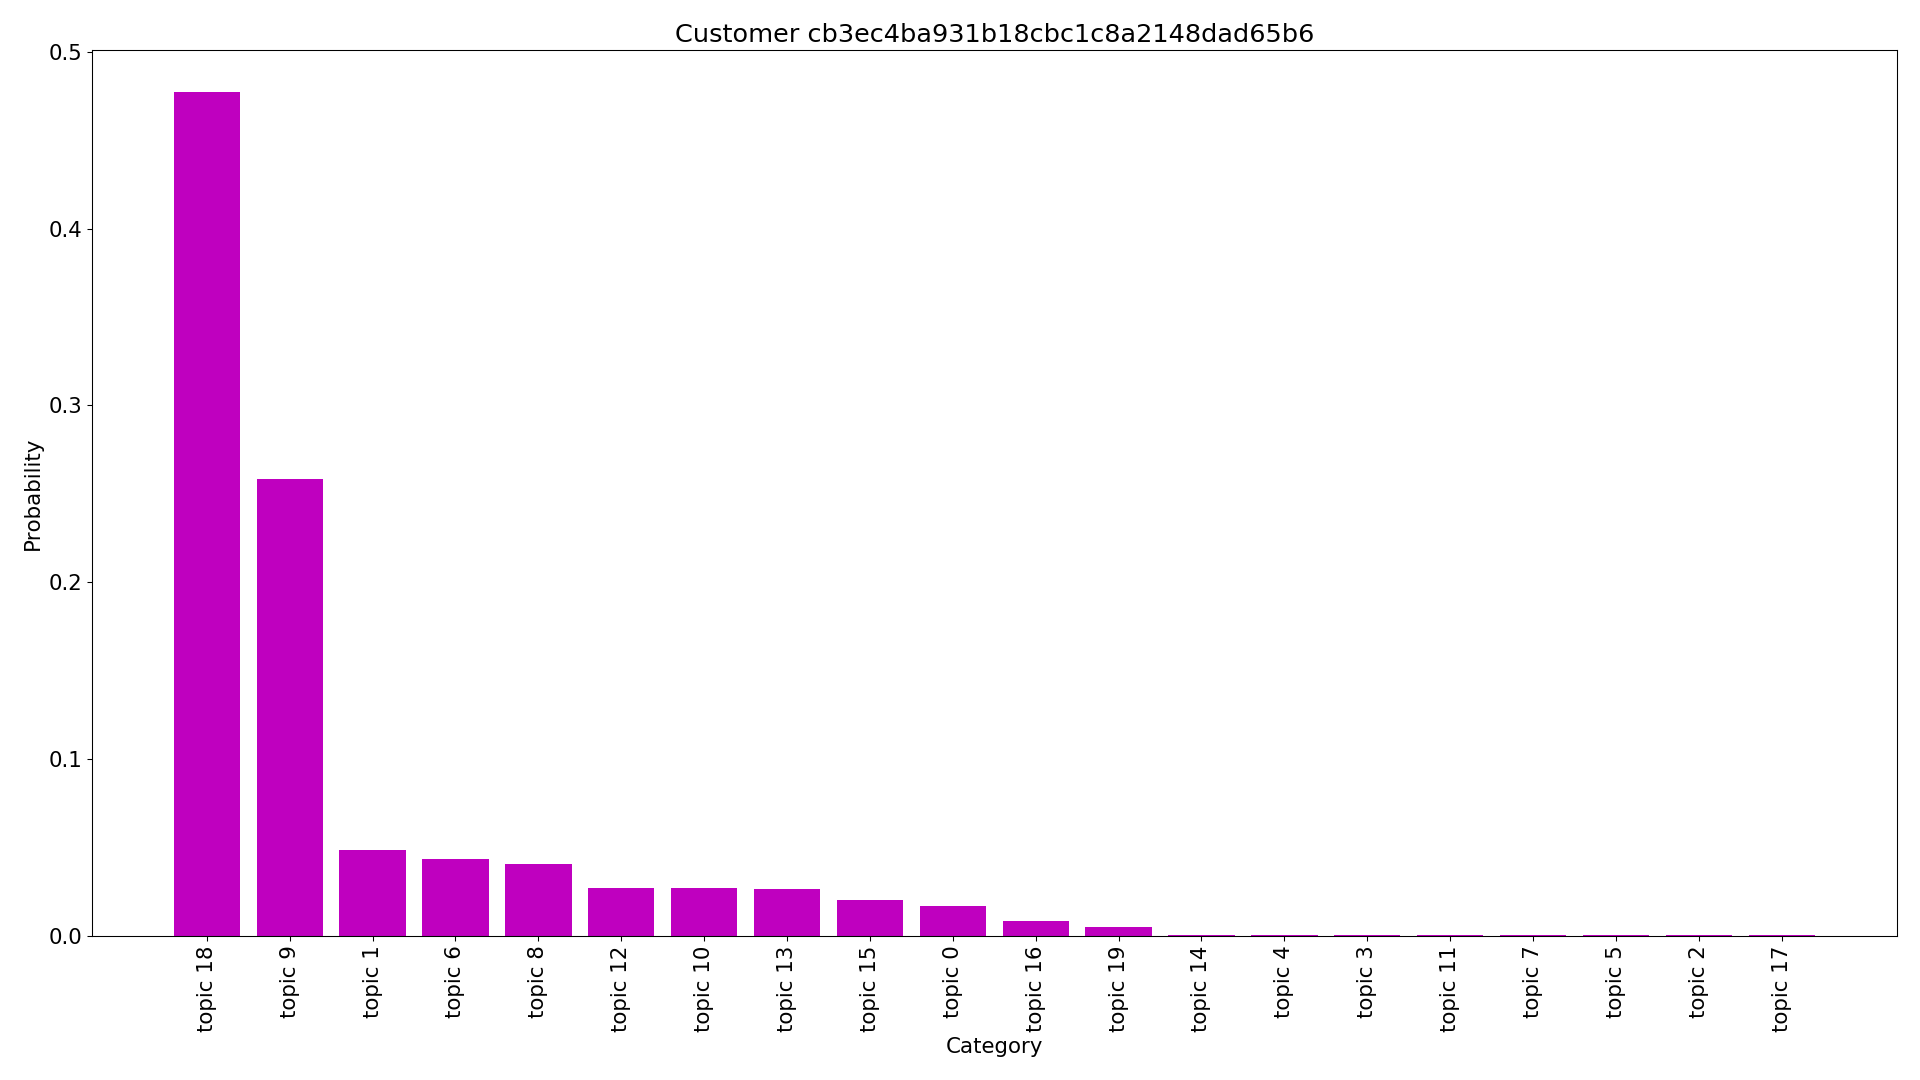 Customer cb3ec4ba931b18cbc1c8a2148dad65b6
0.5
0.4
0.3
0.2
0.1
0.0
Probability
topic 18
topic 9
topic 1
topic 6
topic 8
topic 12
topic 10
topic 13
topic 15
topic 0
topic 16
topic 19
topic 14
topic 4
topic 3
topic 11
topic 7
topic 5
topic 2
topic 17
Category